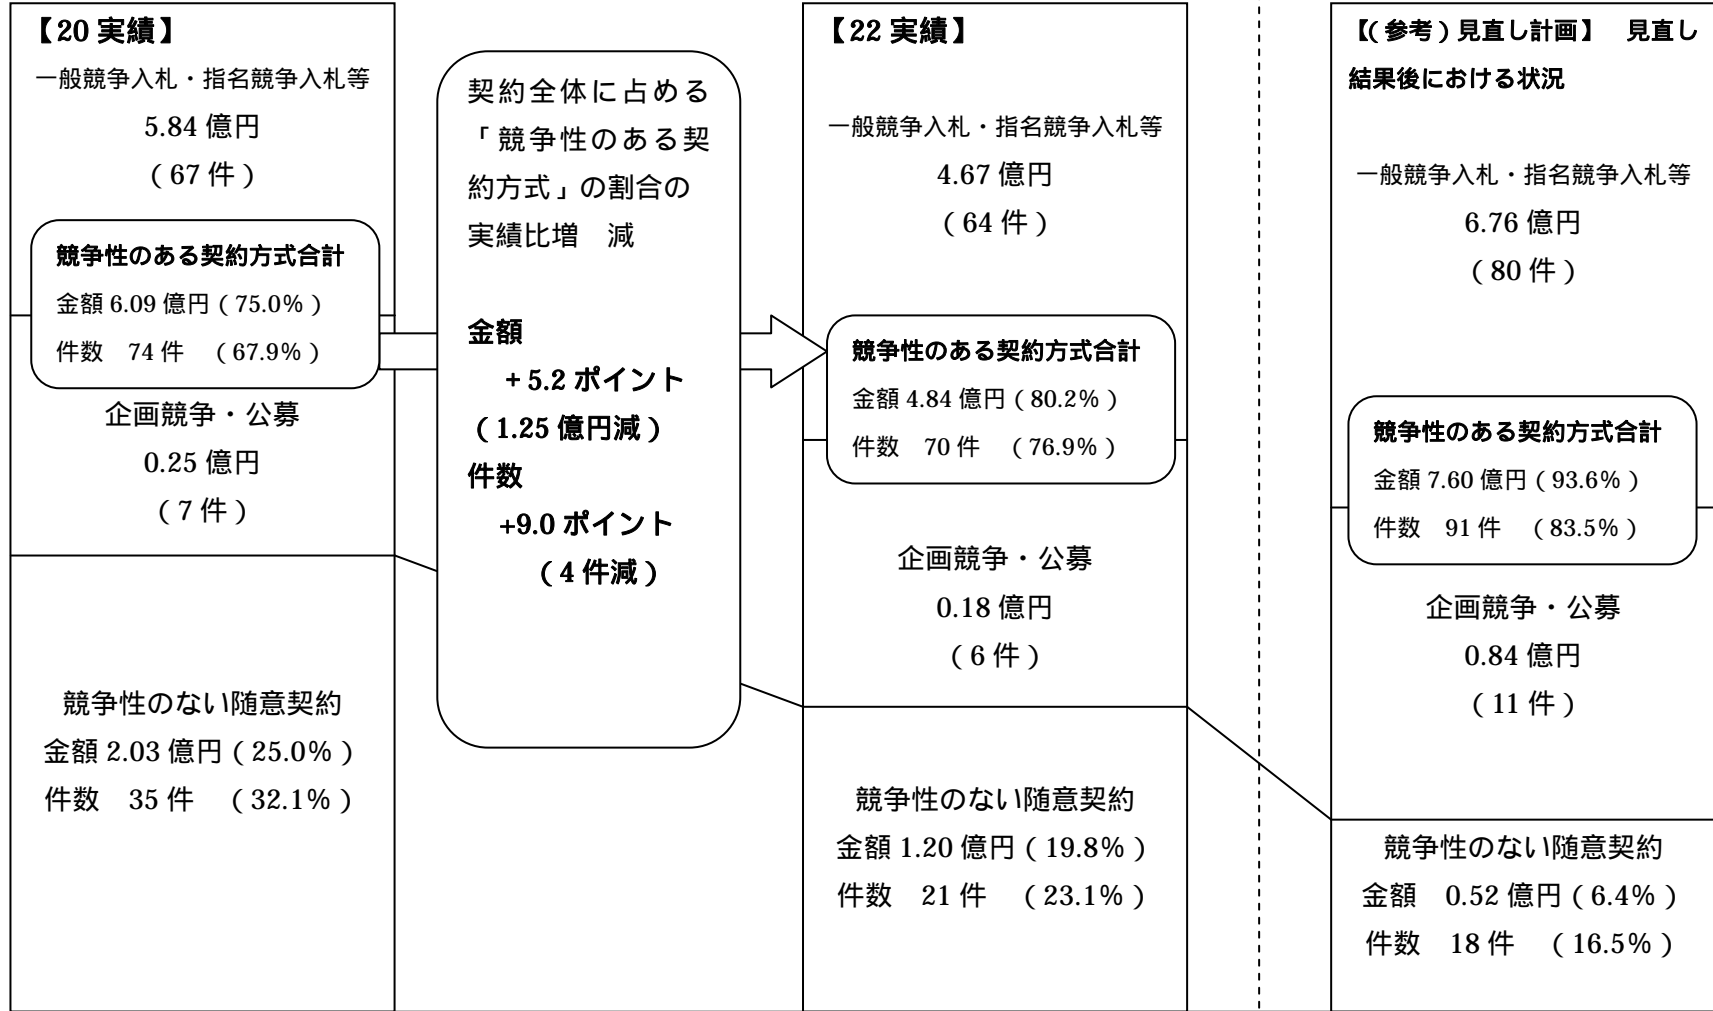 【20 実績】
一般競争入札・指名競争入札等
5.84 億円
（67 件）
競争性のある契約方式合計
金額 6.09 億円（75.0%）
件数　74 件　（67.9%）
企画競争・公募
0.25 億円
（7 件）
競争性のない随意契約
金額 2.03 億円（25.0%）
件数　35 件　（32.1%）
契約全体に占める
「競争性のある契
約方式」の割合の
実績比増　減
金額
+ 5.2 ポイント
（1.25 億円減）
件数
+9.0 ポイント
（4 件減）
【22 実績】
一般競争入札・指名競争入札等
4.67 億円
（64 件）
競争性のある契約方式合計
金額 4.84 億円（80.2%）
件数　70 件　（76.9%）
企画競争・公募
0.18 億円
（6 件）
競争性のない随意契約
金額 1.20 億円（19.8%）
件数　21 件　（23.1%）
【（参考）見直し計画】　見直し
結果後における状況
一般競争入札・指名競争入札等
6.76 億円
（80 件）
競争性のある契約方式合計
金額 7.60 億円（93.6%）
件数　91 件　（83.5%）
企画競争・公募
0.84 億円
（11 件）
競争性のない随意契約
金額　0.52 億円（6.4%）
件数　18 件　（16.5%）